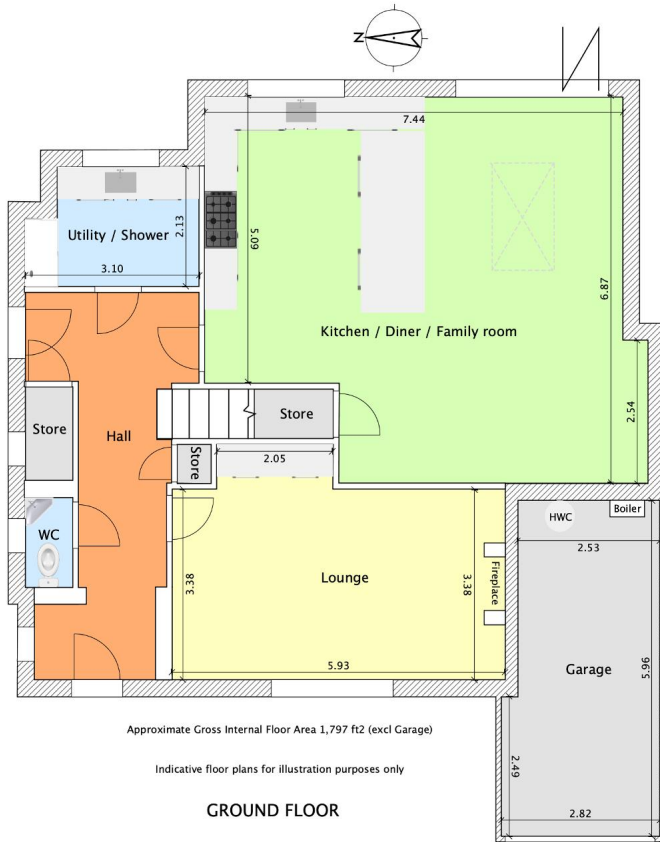 N
7.44
5.09
2.13
Utility / Shower
3.10
6.87
Kitchen / Diner / Family room
2.54
Store
Store
Hall
Store
2.05
WC
HWC
Boiler
2.53
3.38
Lounge
3.38
Fireplace
5.93
Garage
5.96
2.49
2.82
Approximate Gross Internal Floor Area 1,797 ft2 (excl Garage)
Indicative floor plans for illustration purposes only
GROUND FLOOR